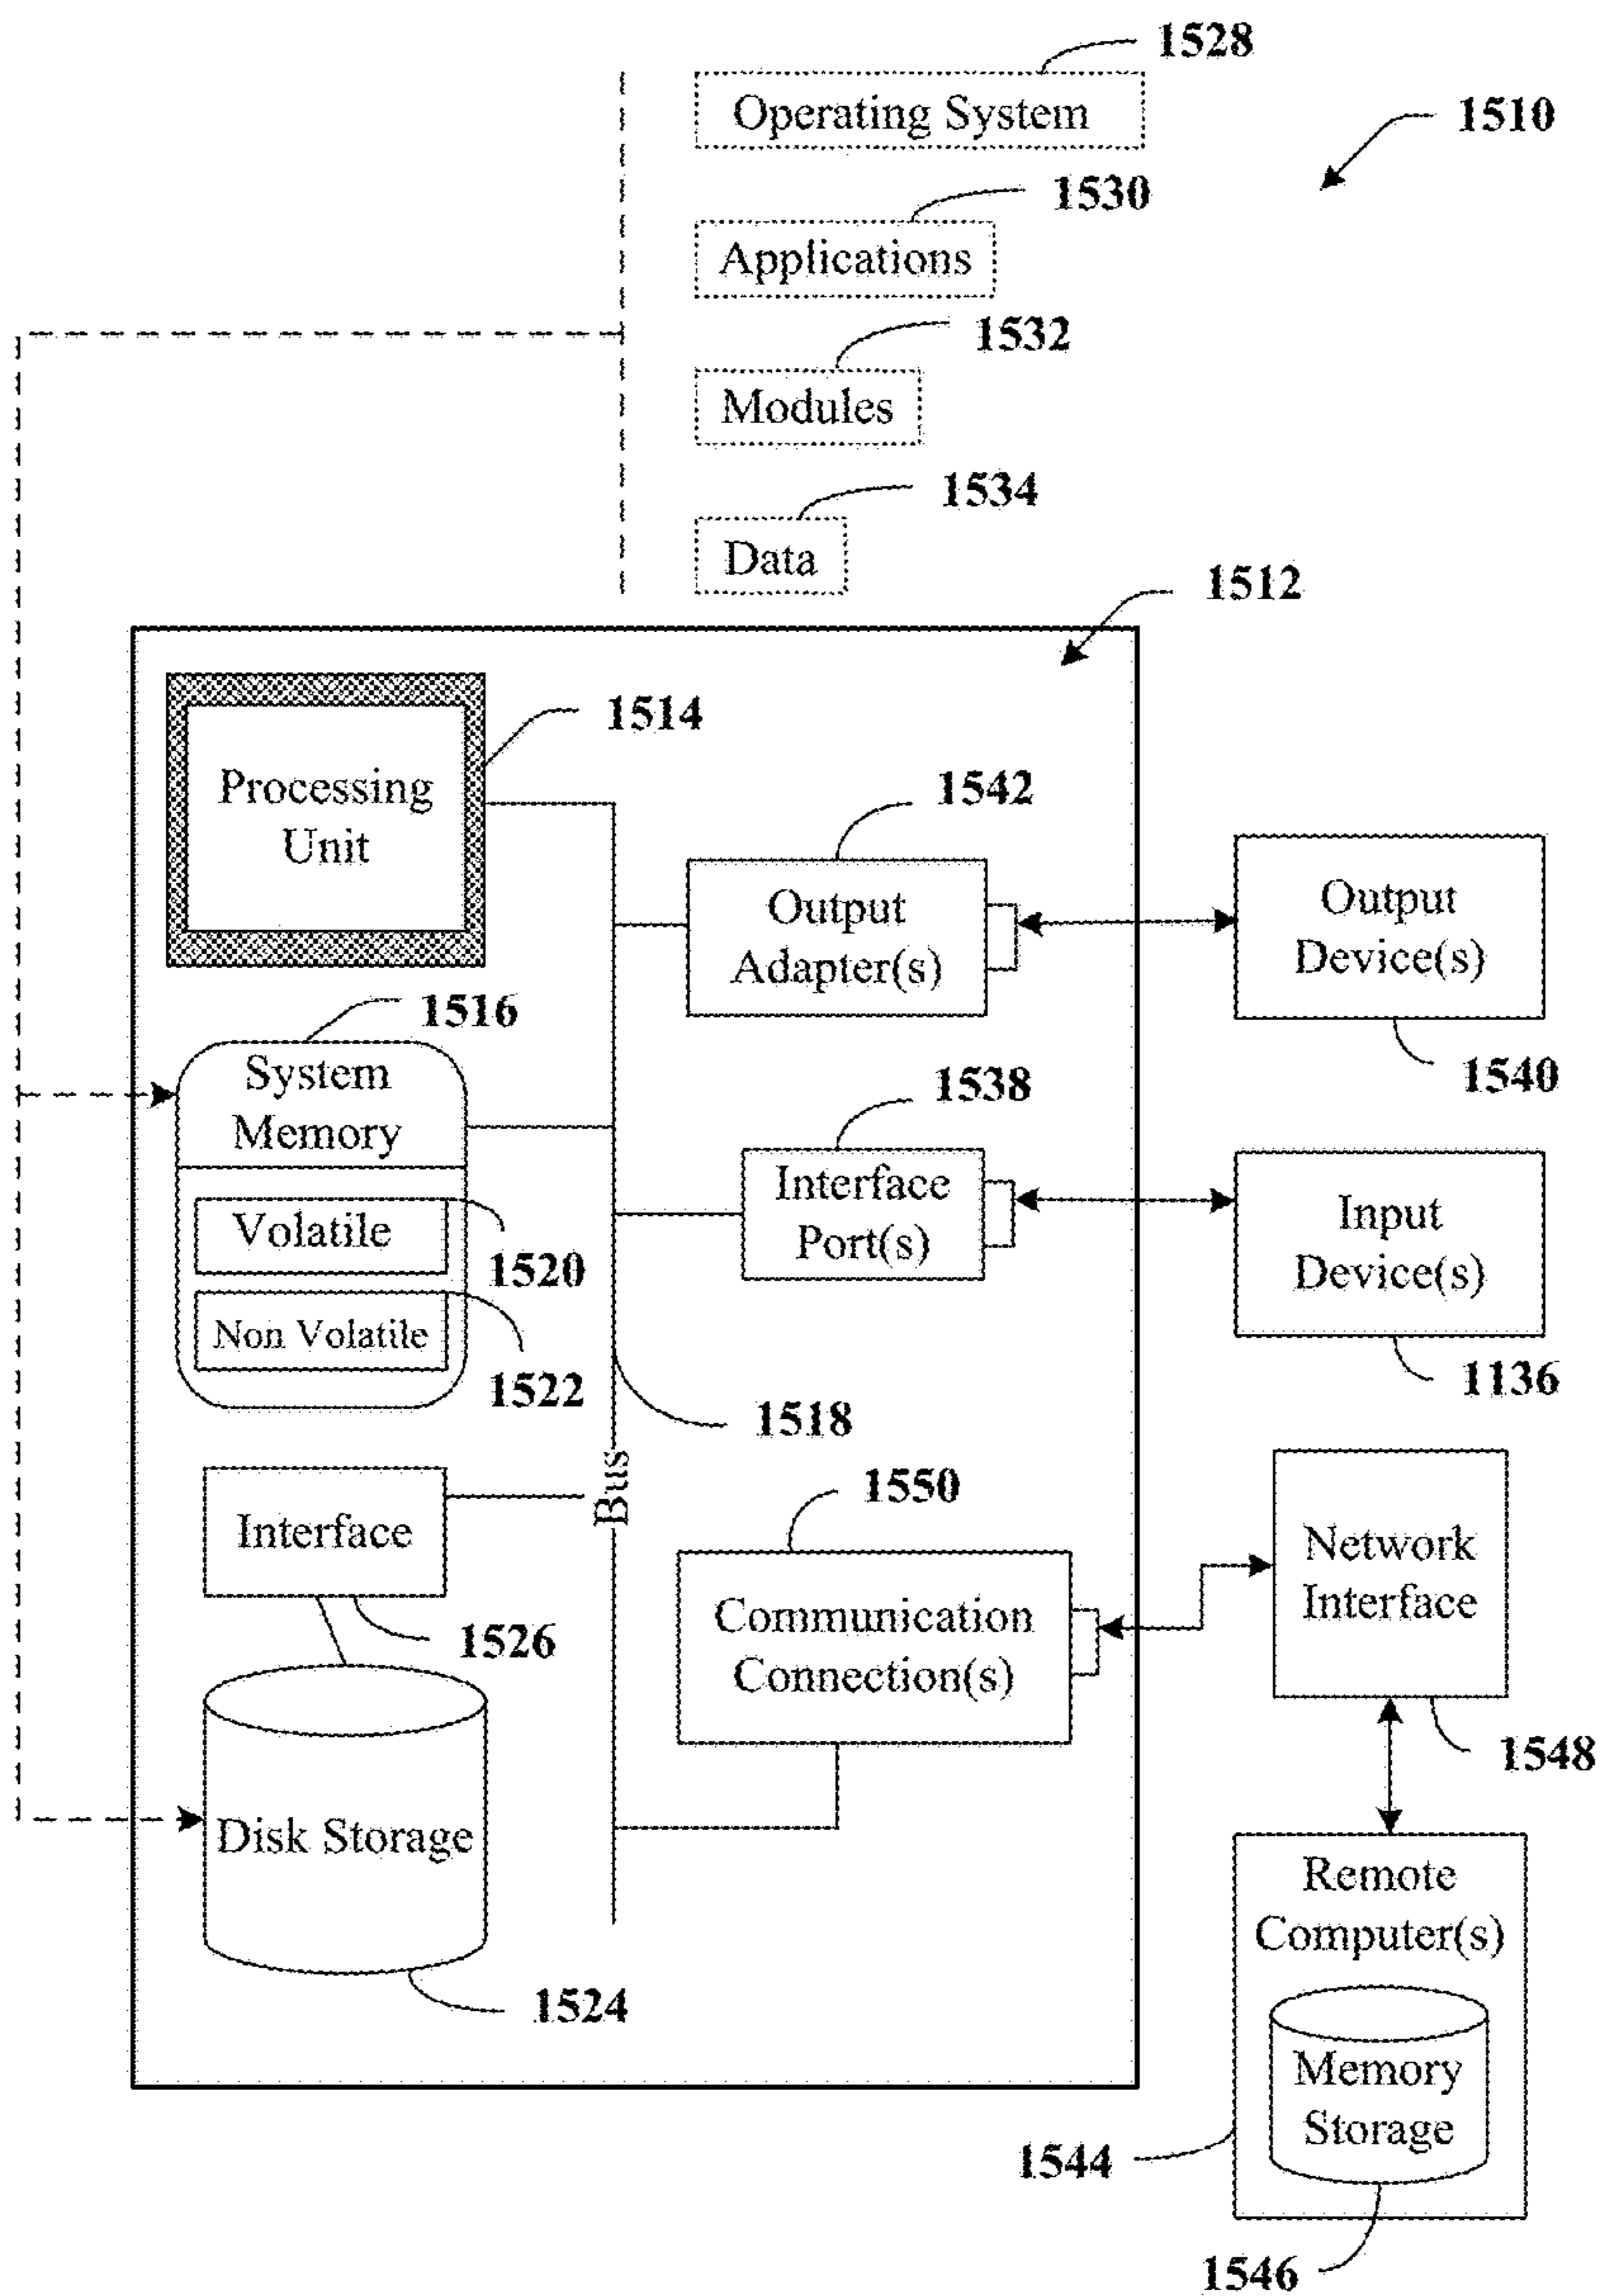 1528
Operating System
1510
1530
Applications
1532
Modules
1534
Data
1512
1514
Processing
Unit
1542
Output
Adapter(s)
Output
Device(s)
1540
1516
System
Memory
1538
Interface
Port(s)
Input
Device(s)
1136
Volatile
1520
Non Volatile
1522
1518
Bus
Interface
1526
1550
Communication
Connection(s)
Network
Interface
1548
Disk Storage
1524
Remote
Computer(s)
Memory
Storage
1544
1546